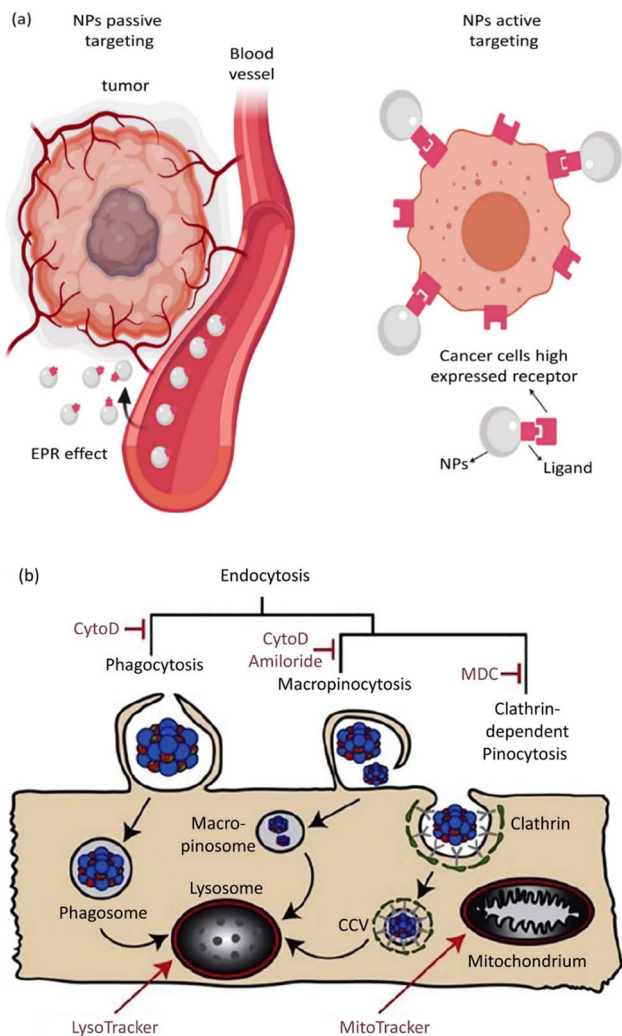 (a)
NPs passive
targeting
tumor
Blood
vessel
EPR effect
NPs active
targeting
Cancer cells high
expressed receptor
NPs
Ligand
(b)
Endocytosis
CytoD
Phagocytosis
CytoD
Amiloride
Macropinocytosis
MDC
Clathrin-
dependent
Pinocytosis
Macro-
pinosome
Clathrin
Phagosome
Lysosome
CCV
Mitochondrium
LysoTracker
MitoTracker